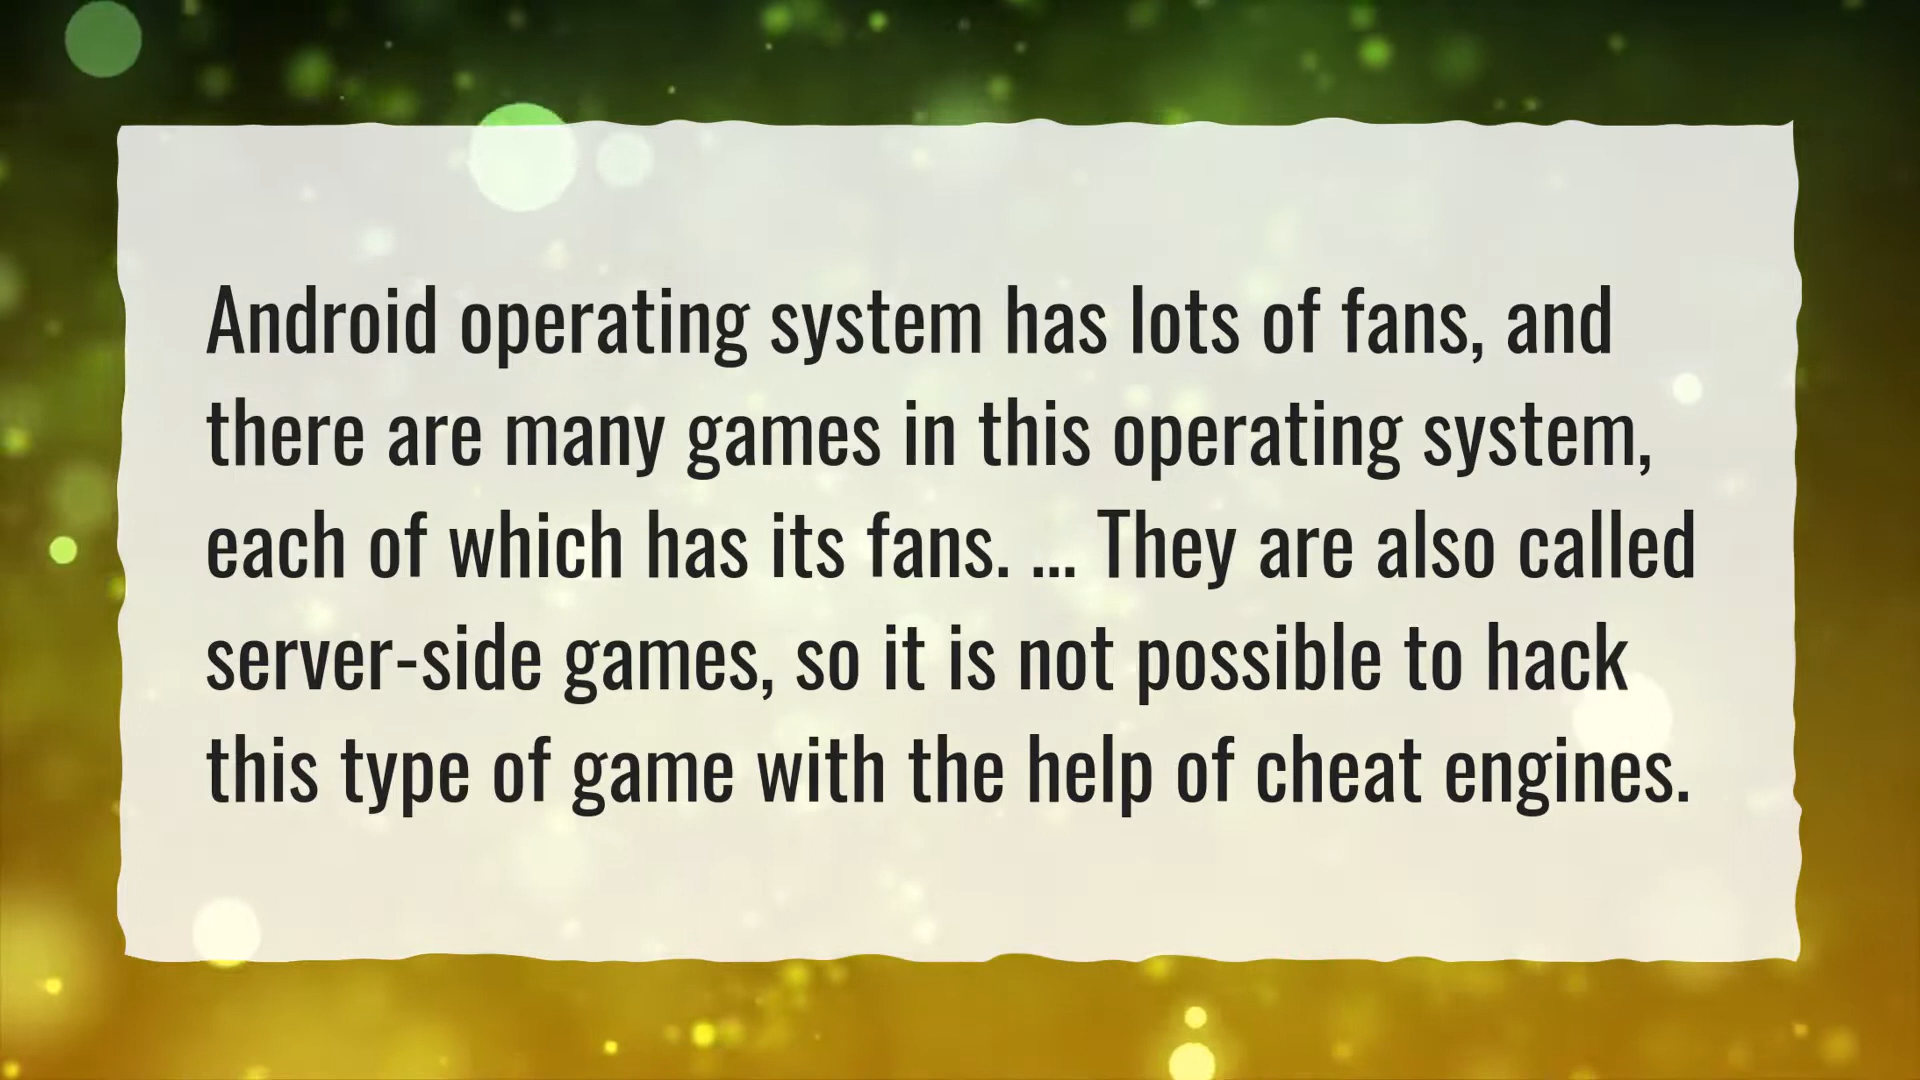 Android operating system has lots of fans, and
there are many games in this operating system,
each of which has its fans. ... They are also called
server-side games, so it is not possible to hack
this type of game with the help of cheat engines.